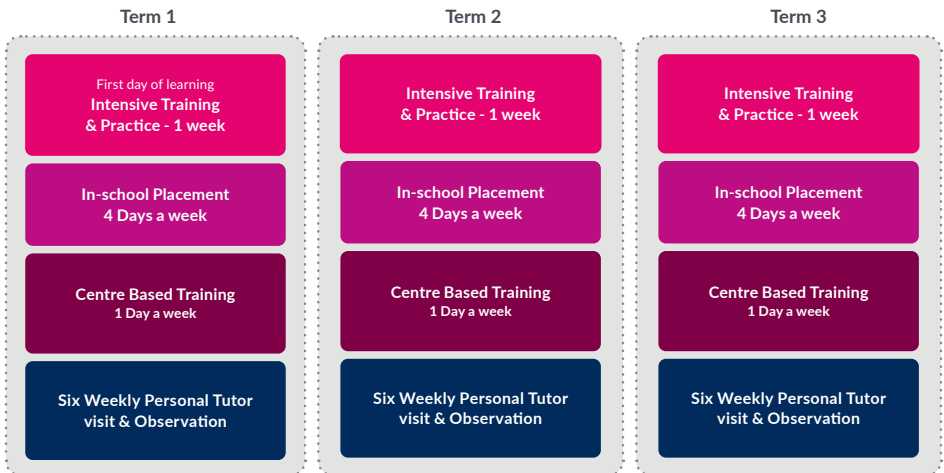 Term 1
First day of learning
Intensive Training
& Practice - 1 week
In-school Placement
4 Days a week
Centre Based Training
1 Day a week
Six Weekly Personal Tutor
visit & Observation
Term 2
Intensive Training
& Practice - 1 week
In-school Placement
4 Days a week
Centre Based Training
1 Day a week
Six Weekly Personal Tutor
visit & Observation
Term 3
Intensive Training
& Practice - 1 week
In-school Placement
4 Days a week
Centre Based Training
1 Day a week
Six Weekly Personal Tutor
visit & Observation